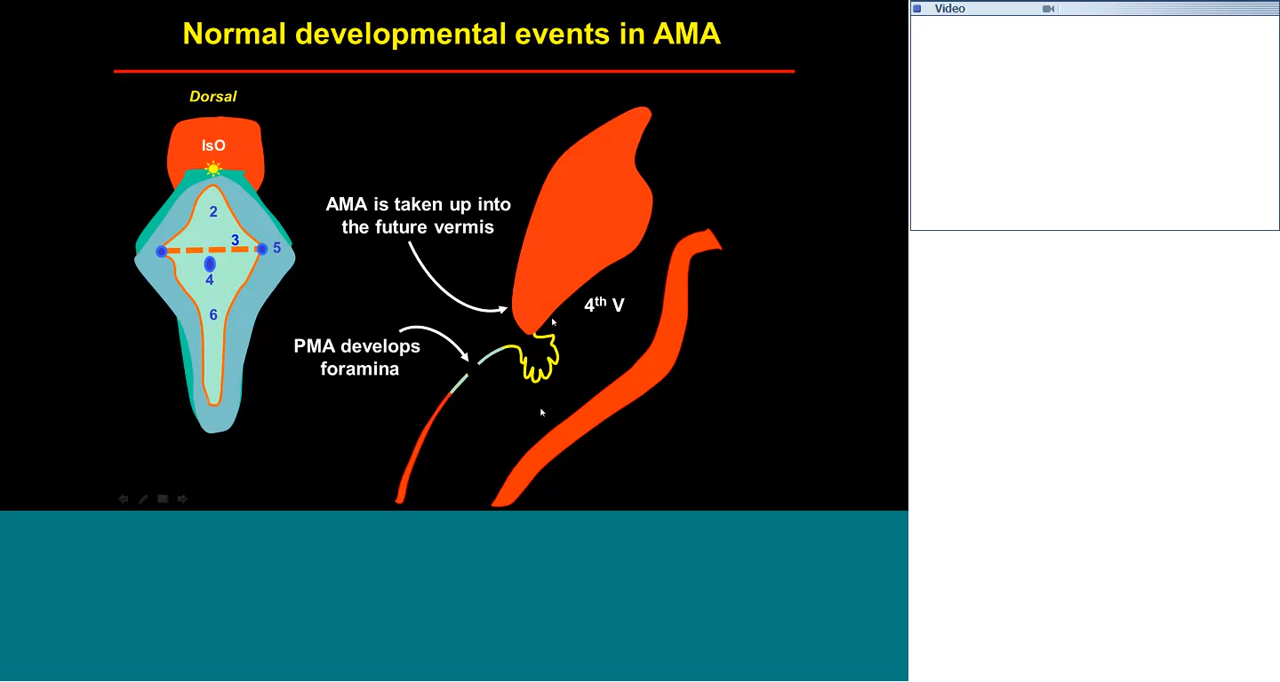 Normal developmental events in AMA
Video
Dorsal
IsO
2
3
5
4
6
AMA is taken up into
the future vermis
4th V
PMA develops
foramina